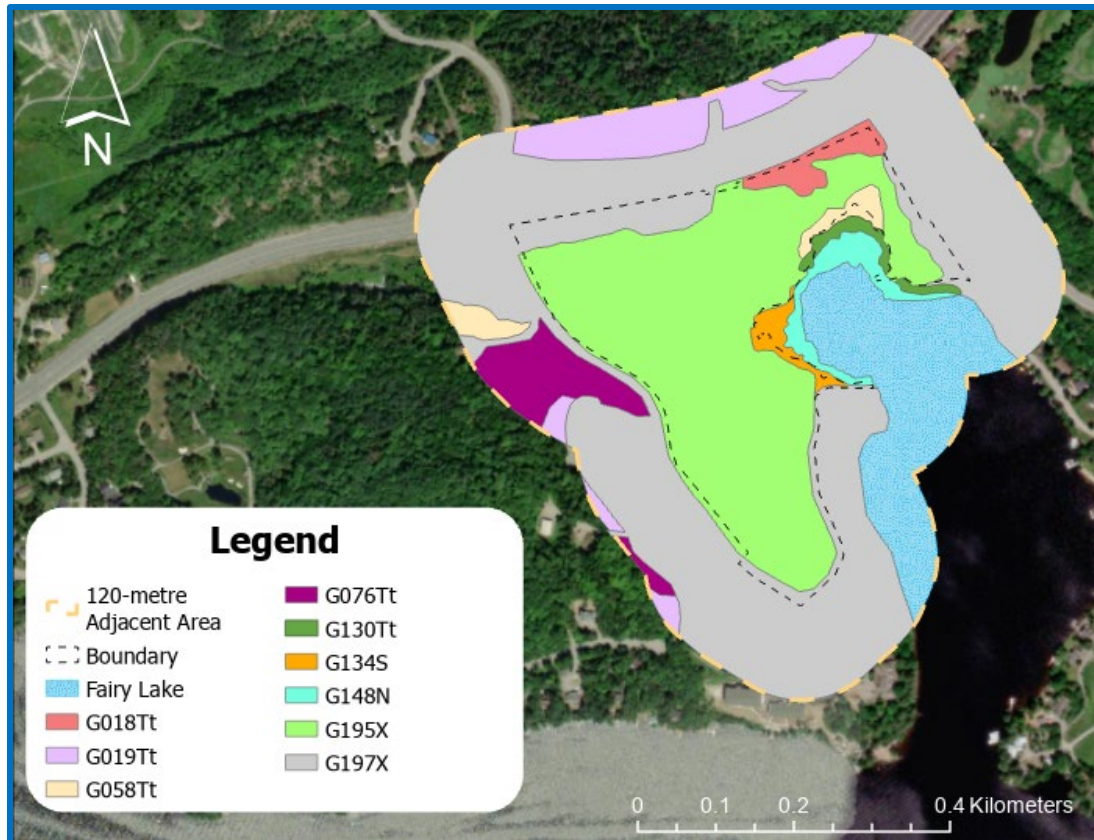 N
Legend
120-metre
Adjacent Area
Boundary
Fairy Lake
G018Tt
G019Tt
G058Tt
G076Tt
G130Tt
G134S
G148N
G195X
G197X
0 0.1 0.2 0.4 Kilometers